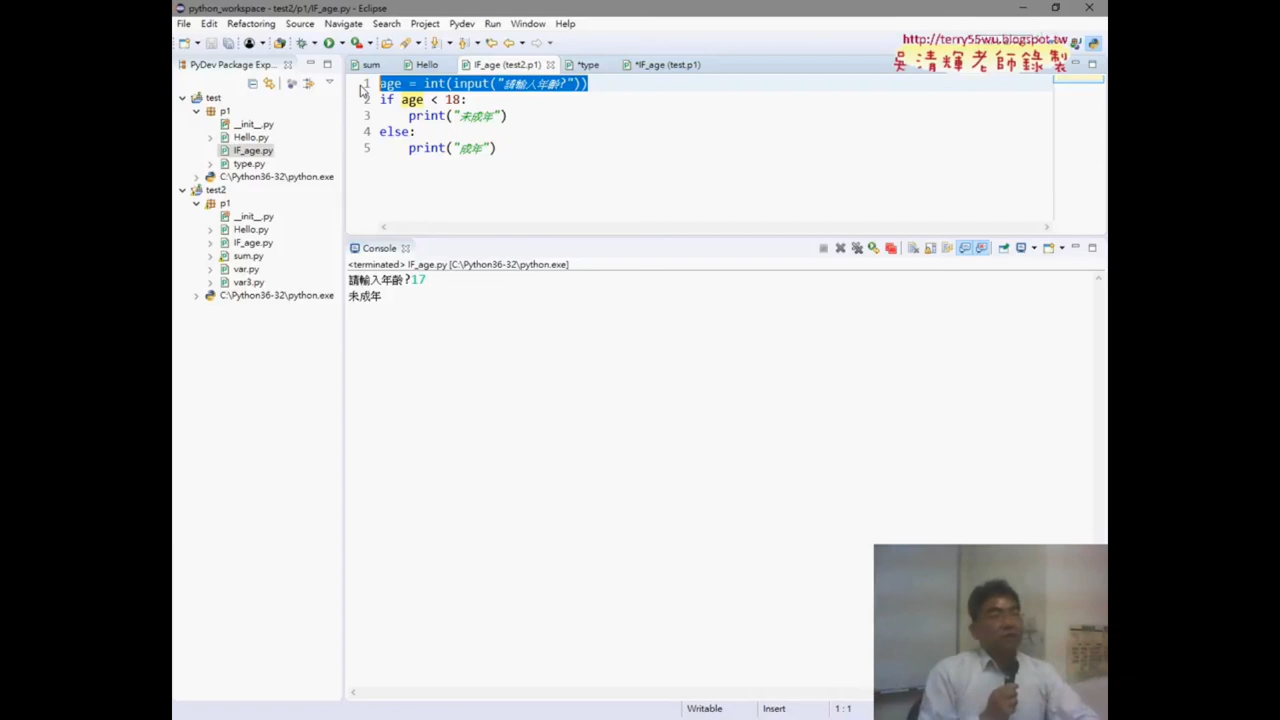 python_workspace - test2/p1/IF_age.py - Eclipse
File Edit Refactoring Source Navigate Search Project Pydev Run Window Help
http://terry55wu.blogspot.tw
吳清輝老師錄製
PyDev Package Exp...
sum Hello IF_age (test2.p1) *type *IF_age (test.p1)
test
p1
__init__.py
Hello.py
IF_age.py
type.py
C:\Python36-32\python.exe
test2
p1
__init__.py
Hello.py
IF_age.py
sum.py
var.py
var3.py
C:\Python36-32\python.exe
1 age = int(input("請輸入年齡?"))
2 if age < 18:
3 print("未成年")
4 else:
5 print("成年")
Console
<terminated> IF_age.py [C:\Python36-32\python.exe]
請輸入年齡?17
未成年
Writable Insert 1 : 1